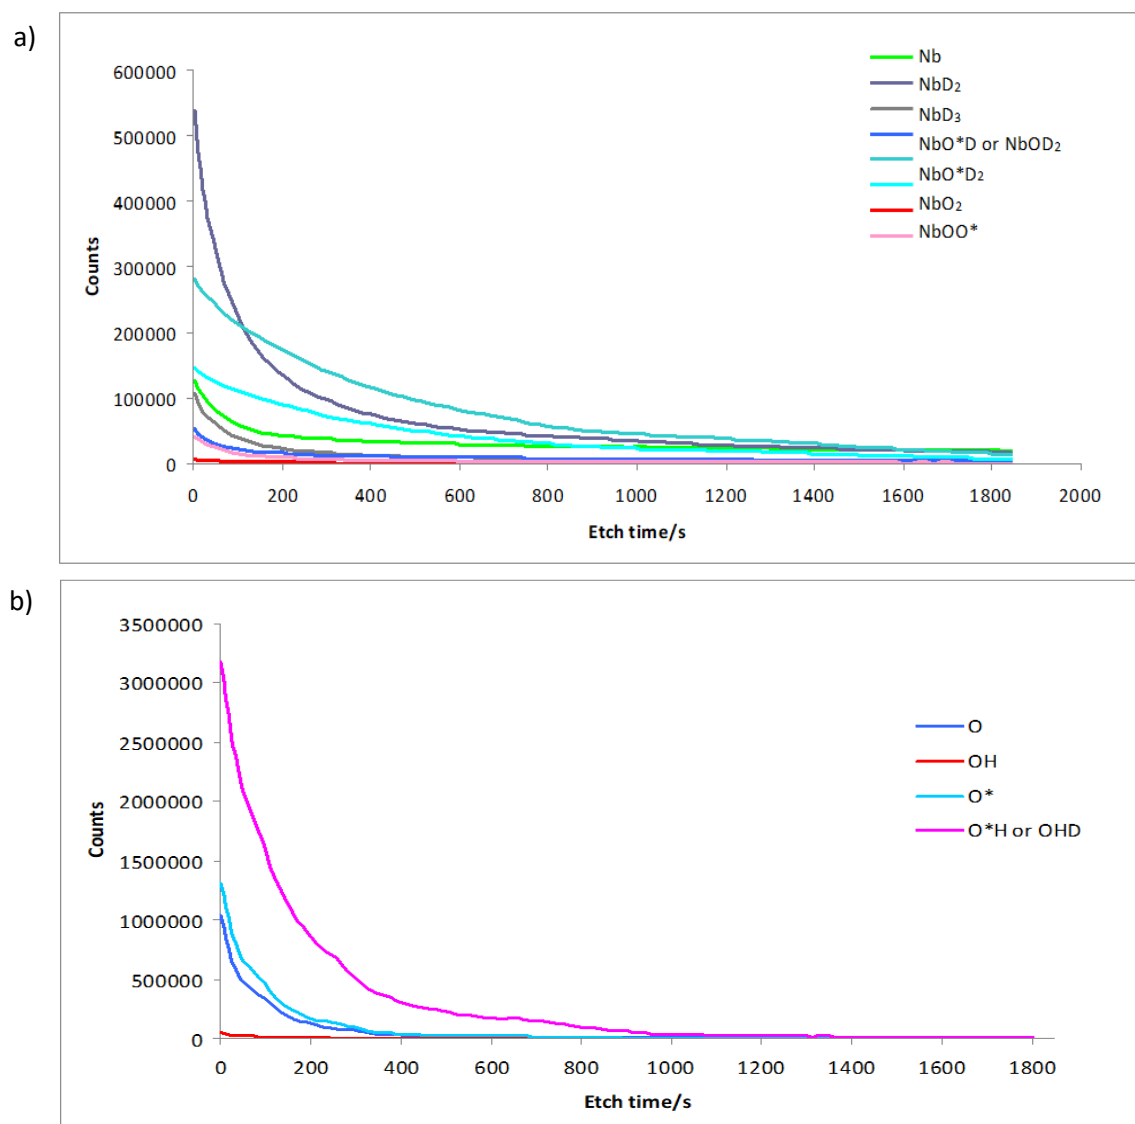 a)
600000
500000
400000
300000
200000
100000
0
Counts
0 200 400 600 800 1000 1200 1400 1600 1800 2000
Etch time/s
Nb
NbD₂
NbD₃
NbO*D or NbOD₂
NbO*D₂
NbO₂
NbOO*
b)
3500000
3000000
2500000
2000000
1500000
1000000
500000
0
Counts
0 200 400 600 800 1000 1200 1400 1600 1800
Etch time/s
O
OH
O*
O*H or OHD